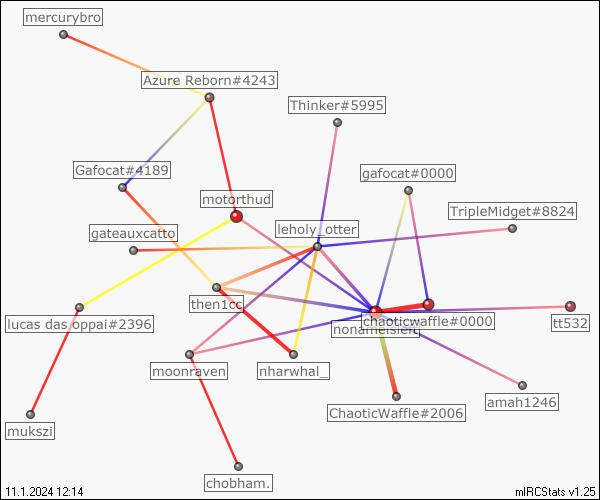 mercurybro
Azure Reborn#4243
Thinker#5995
Gafocat#4189
gafocat#0000
motorthud
TripleMidget#8824
gateauxcatto
leholy_otter
then1cc
lucas das oppai#2396
chaoticwaffle#0000
tt532
moonraven
nharwhal_
amah1246
ChaoticWaffle#2006
mukszi
chobham.
11.1.2024 12:14
mIRCStats v1.25